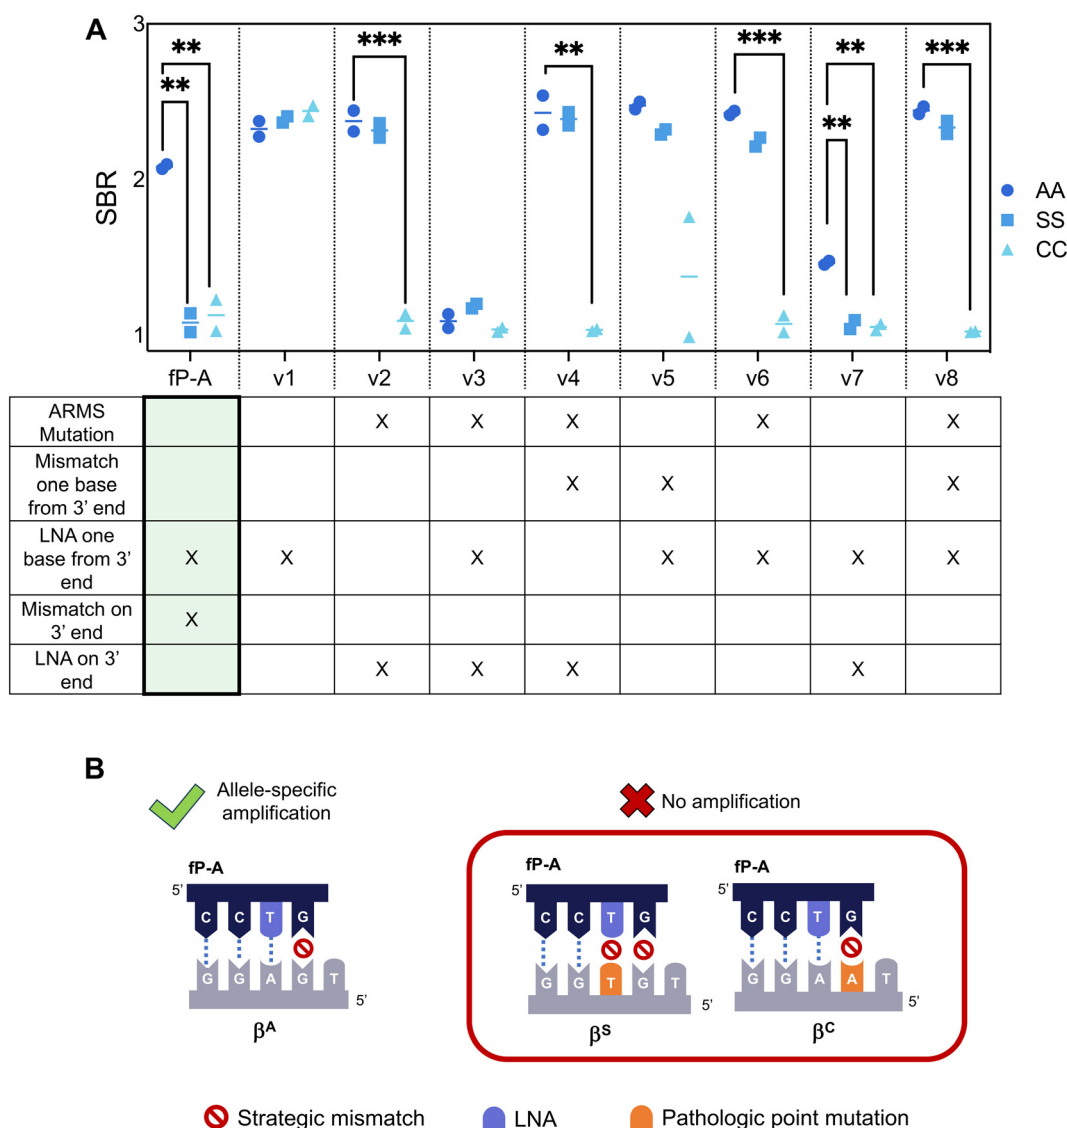 A
3
2
1
SBR
** ** *** ** *** ** ** ***
AA
SS
CC
fP-A v1 v2 v3 v4 v5 v6 v7 v8
ARMS
Mutation
X X X X X
Mismatch
one base
from 3’ end
X X X
LNA one
base from 3’
end
X X X X X X X
Mismatch on
3’ end
X
LNA on 3’
end
X X X X
B
Allele-specific
amplification
No amplification
fP-A
5’
C C T G
G G A G T
5’
βA
fP-A
5’
C C T G
G G T G T
5’
βS
fP-A
5’
C C T G
G G A A T
5’
βC
Strategic mismatch
LNA
Pathologic point mutation